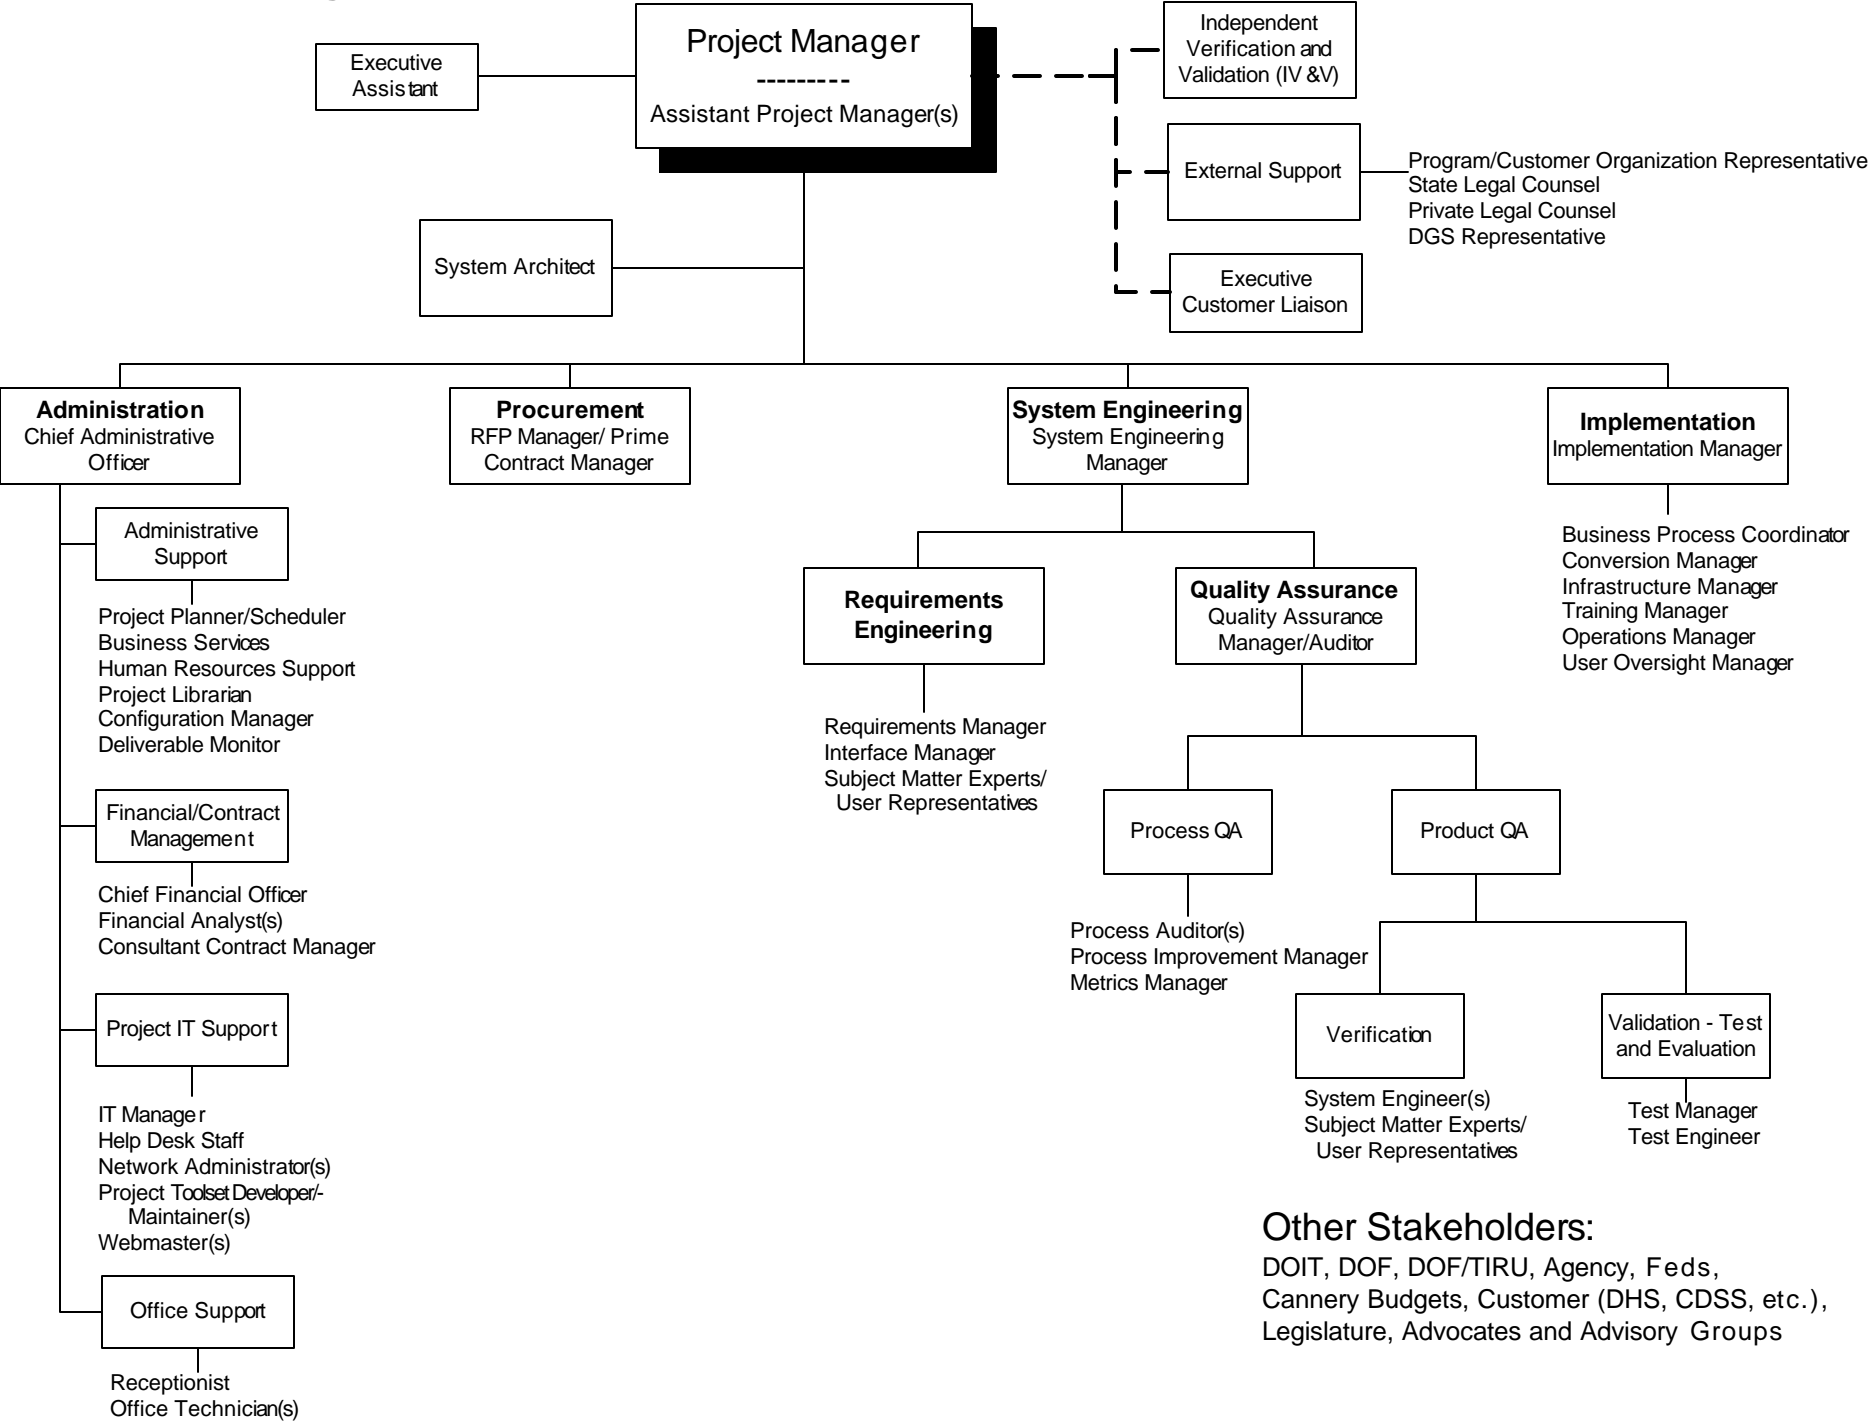 Project Manager
---------
Assistant Project Manager(s)
Executive
Assistant
Independent
Verification and
Validation (IV &V)
External Support
Program/Customer Organization Representative
State Legal Counsel
Private Legal Counsel
DGS Representative
System Architect
Executive
Customer Liaison
Administration
Chief Administrative
Officer
Procurement
RFP Manager/ Prime
Contract Manager
System Engineering
System Engineering
Manager
Implementation
Implementation Manager
Administrative
Support
Project Planner/Scheduler
Business Services
Human Resources Support
Project Librarian
Configuration Manager
Deliverable Monitor
Financial/Contract
Management
Chief Financial Officer
Financial Analyst(s)
Consultant Contract Manager
Project IT Support
IT Manager
Help Desk Staff
Network Administrator(s)
Project Toolset Developer/-
Maintainer(s)
Webmaster(s)
Office Support
Receptionist
Office Technician(s)
Requirements
Engineering
Requirements Manager
Interface Manager
Subject Matter Experts/
User Representatives
Quality Assurance
Quality Assurance
Manager/Auditor
Process QA
Process Auditor(s)
Process Improvement Manager
Metrics Manager
Product QA
Verification
System Engineer(s)
Subject Matter Experts/
User Representatives
Validation - Test
and Evaluation
Test Manager
Test Engineer
Business Process Coordinator
Conversion Manager
Infrastructure Manager
Training Manager
Operations Manager
User Oversight Manager
Other Stakeholders:
DOIT, DOF, DOF/TIRU, Agency, Feds,
Cannery Budgets, Customer (DHS, CDSS, etc.),
Legislature, Advocates and Advisory Groups